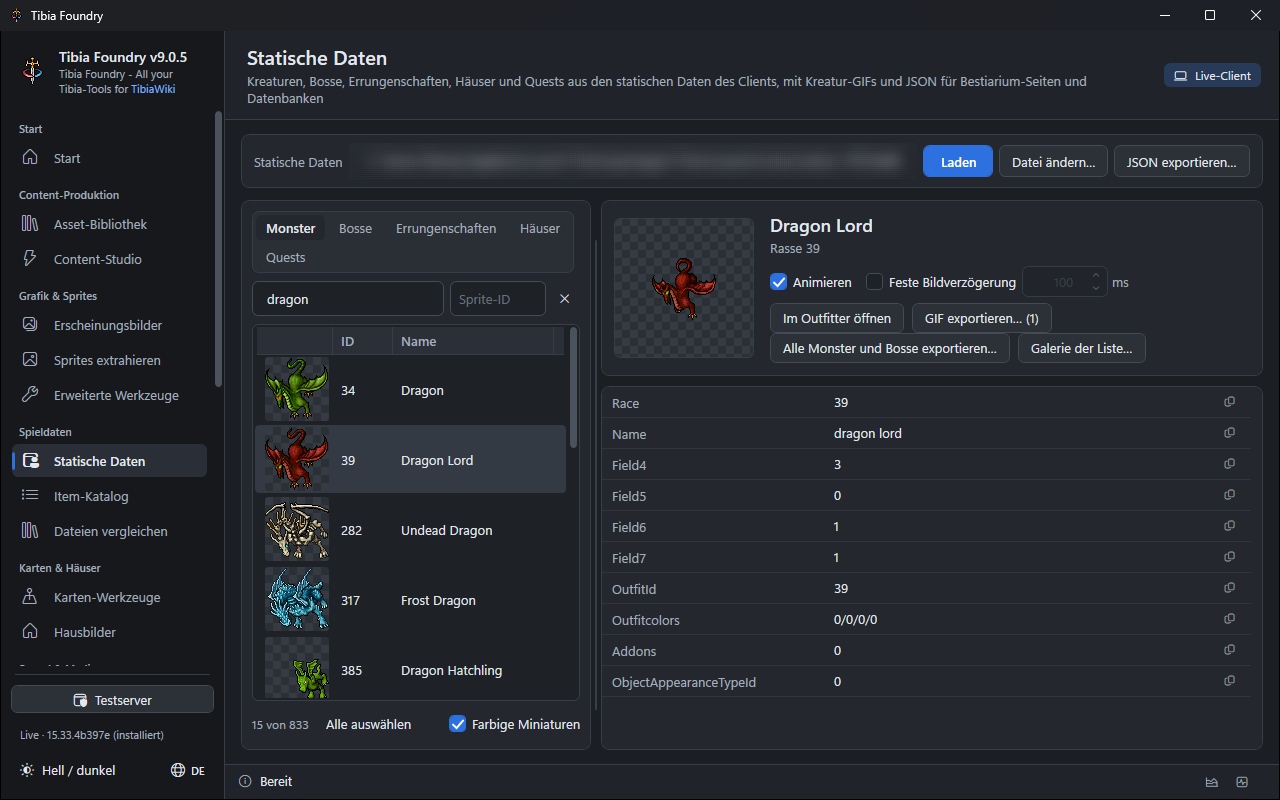 Tibia Foundry
Tibia Foundry v9.0.5
Tibia Foundry - All your
Tibia-Tools for TibiaWiki
Start
Start
Content-Produktion
Asset-Bibliothek
Content-Studio
Grafik & Sprites
Erscheinungsbilder
Sprites extrahieren
Erweiterte Werkzeuge
Spieldaten
Statische Daten
Item-Katalog
Dateien vergleichen
Karten & Häuser
Karten-Werkzeuge
Hausbilder
Testserver
Live · 15.33.4b397e (installiert)
Hell / dunkel
DE
Statische Daten
Kreaturen, Bosse, Errungenschaften, Häuser und Quests aus den statischen Daten des Clients, mit Kreatur-GIFs und JSON für Bestiarium-Seiten und
Datenbanken
Live-Client
Statische Daten
Laden
Datei ändern...
JSON exportieren...
Monster
Bosse
Errungenschaften
Häuser
Quests
dragon
Sprite-ID
ID Name
34 Dragon
39 Dragon Lord
282 Undead Dragon
317 Frost Dragon
385 Dragon Hatchling
15 von 833
Alle auswählen
Farbige Miniaturen
Dragon Lord
Rasse 39
Animieren
Feste Bildverzögerung
100
ms
Im Outfitter öffnen
GIF exportieren... (1)
Alle Monster und Bosse exportieren...
Galerie der Liste...
Race 39
Name dragon lord
Field4 3
Field5 0
Field6 1
Field7 1
OutfitId 39
Outfitcolors 0/0/0/0
Addons 0
ObjectAppearanceTypeId 0
Bereit